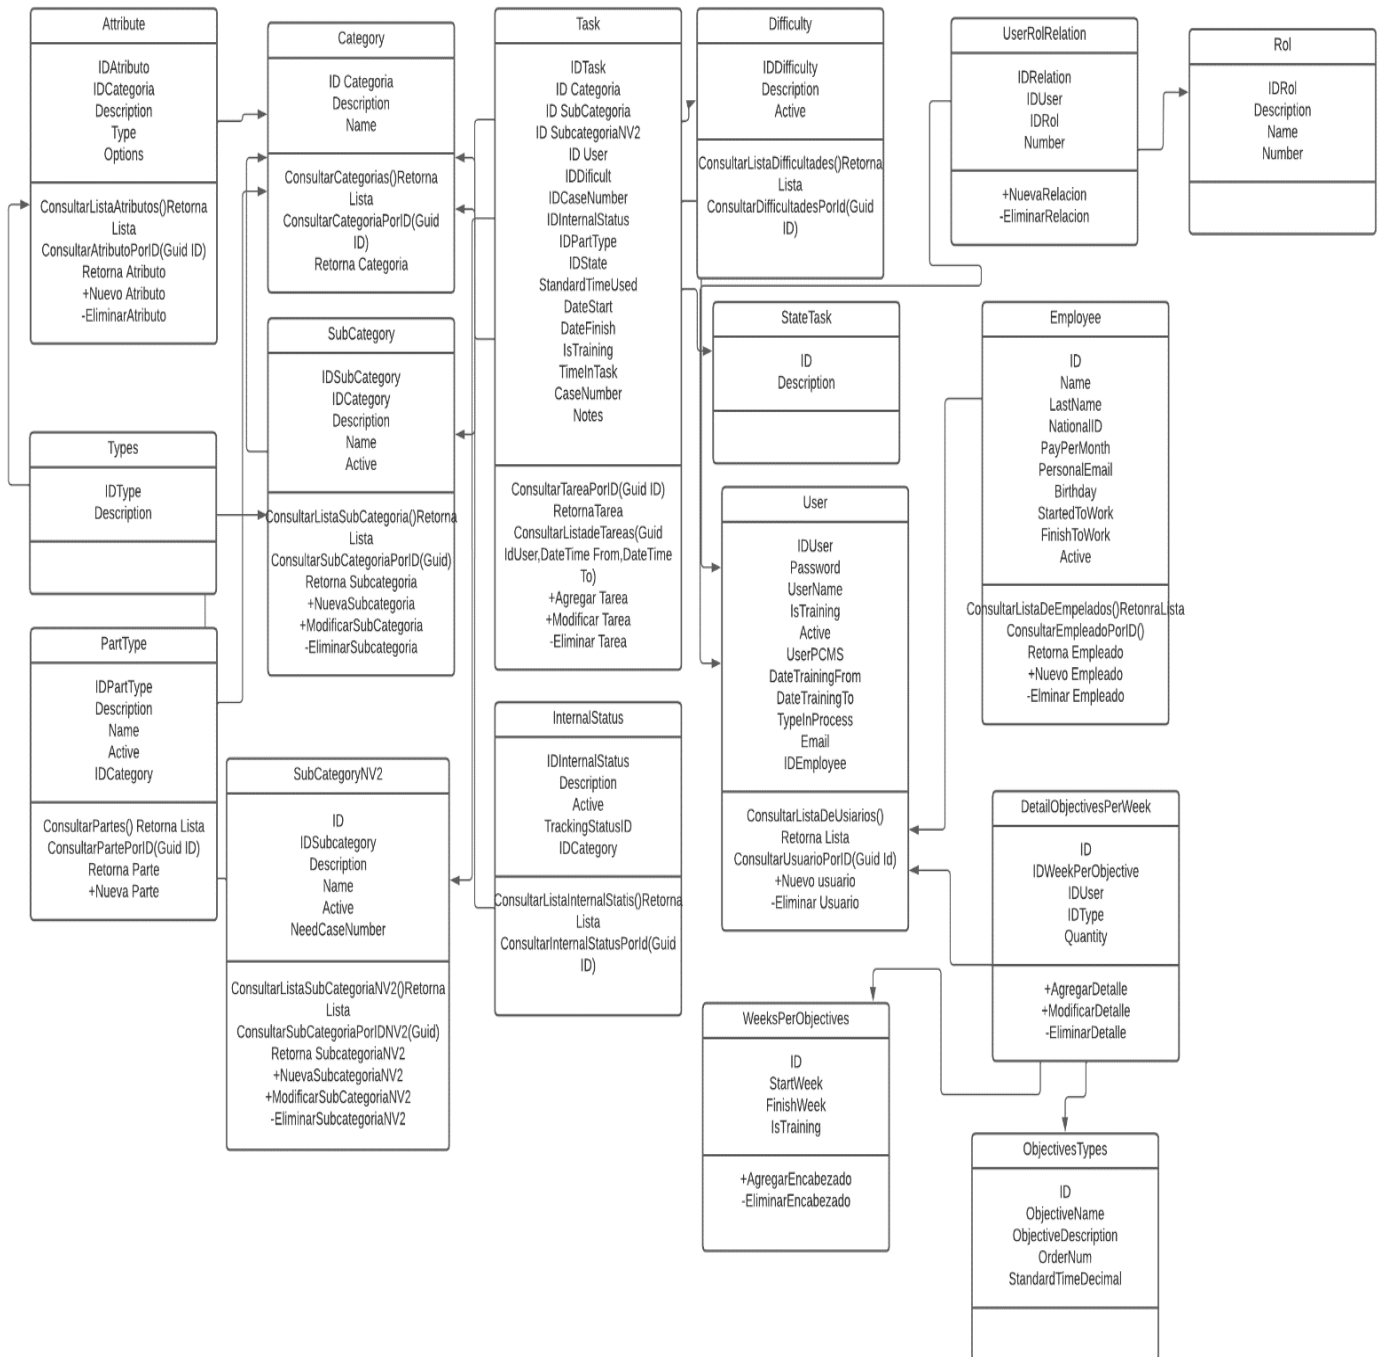 Attribute
IDAtributo
IDCategoria
Description
Type
Options
ConsultarListaAtributos()Retorna
Lista
ConsultarAtributoPorID(Guid ID)
Retorna Atributo
+Nuevo Atributo
-EliminarAtributo
Category
ID Categoria
Description
Name
ConsultarCategorias()Retorna
Lista
ConsultarCategoriaPorID(Guid
ID)
Retorna Categoria
Task
IDTask
ID Categoria
ID SubCategoria
ID SubcategoriaNV2
ID User
IDDificult
IDCaseNumber
IDInternalStatus
IDPartType
IDState
StandardTimeUsed
DateStart
DateFinish
IsTraining
TimeInTask
CaseNumber
Notes
ConsultarTareaPorID(Guid ID)
RetornaTarea
ConsultarListadeTareas(Guid
IdUser,DateTime From,DateTime
To)
+Agregar Tarea
+Modificar Tarea
-Eliminar Tarea
Difficulty
IDDifficulty
Description
Active
ConsultarListaDifficultades()Retorna
Lista
ConsultarDifficultadesPorId(Guid
ID)
UserRolRelation
IDRelation
IDUser
IDRol
Number
+NuevaRelacion
-EliminarRelacion
Rol
IDRol
Description
Name
Number
SubCategory
IDSubCategory
IDCategory
Description
Name
Active
ConsultarListaSubCategoria()Retorna
Lista
ConsultarSubCategoriaPorID(Guid)
Retorna Subcategoria
+NuevaSubcategoria
+ModificarSubCategoria
-EliminarSubcategoria
StateTask
ID
Description
Employee
ID
Name
LastName
NationalID
PayPerMonth
PersonalEmail
Birthday
StartedToWork
FinishToWork
Active
ConsultarListaDeEmpelados()RetonraLista
ConsultarEmpleadoPorID()
Retorna Empleado
+Nuevo Empleado
-Elminar Empleado
Types
IDType
Description
User
IDUser
Password
UserName
IsTraining
Active
UserPCMS
DateTrainingFrom
DateTrainingTo
TypeInProcess
Email
IDEmployee
ConsultarListaDeUsiarios()
Retorna Lista
ConsultarUsuarioPorID(Guid Id)
+Nuevo usuario
-Eliminar Usuario
PartType
IDPartType
Description
Name
Active
IDCategory
ConsultarPartes() Retorna Lista
ConsultarPartePorID(Guid ID)
Retorna Parte
+Nueva Parte
InternalStatus
IDInternalStatus
Description
Active
TrackingStatusID
IDCategory
ConsultarListaInternalStatis()Retorna
Lista
ConsultarInternalStatusPorId(Guid
ID)
SubCategoryNV2
ID
IDSubcategory
Description
Name
Active
NeedCaseNumber
ConsultarListaSubCategoriaNV2()Retorna
Lista
ConsultarSubCategoriaPorIDNV2(Guid)
Retorna SubcategoriaNV2
+NuevaSubcategoriaNV2
+ModificarSubCategoriaNV2
-EliminarSubcategoriaNV2
DetailObjectivesPerWeek
ID
IDWeekPerObjective
IDUser
IDType
Quantity
+AgregarDetalle
+ModificarDetalle
-EliminarDetalle
WeeksPerObjectives
ID
StartWeek
FinishWeek
IsTraining
+AgregarEncabezado
-EliminarEncabezado
ObjectivesTypes
ID
ObjectiveName
ObjectiveDescription
OrderNum
StandardTimeDecimal